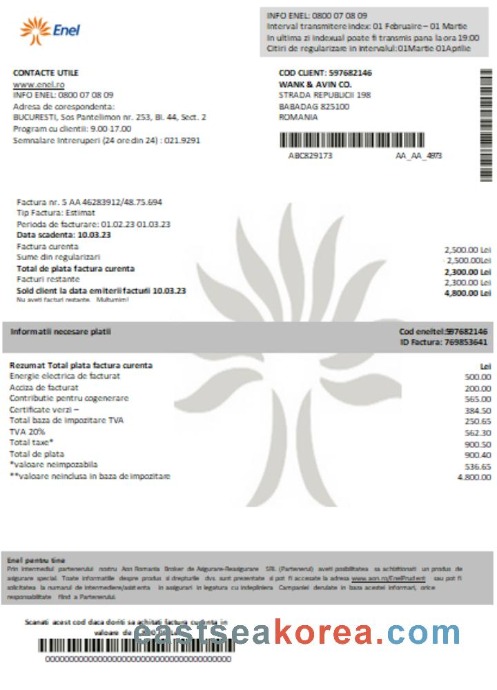 Enel
INFO ENEL: 0800 07 08 09
Interval transmitere index: 01 Februaire – 01 Martie
In ultima zi indexual poate fi transmis pana la ora 19:00
Citiri de regularizare in intervalul:01Martie 01Aprilie
CONTACTE UTILE
www.enel.ro
INFO ENEL: 0800 07 08 09
Adresa de corespondenta:
BUCURESTI, Sos Pantelimon nr. 253, Bl. 44, Sect. 2
Program cu clientii: 9.00-17.00
Semnalare Intreruperi (24 ore din 24) : 021.9291
COD CLIENT: 597682146
WANK & AVIN CO.
STRADA REPUBLICII 198
BABADAG 825100
ROMANIA
ABC829173 AA_AA_4973
Factura nr. 5 AA 46283912/48.75.694
Tip Factura: Estimat
Perioda de facturare: 01.02.23 01.03.23
Data scadenta: 10.03.23
Factura curenta 2,500.00 Lei
Sume din regularizari - 2,500.00Lei
Total de plata factura curenta 2,300.00 Lei
Facturi restante 2,300.00 Lei
Sold client la data emiterii facturii 10.03.23 4,800.00 Lei
Nu aveti facturi restante. Multumim!
Informatii necesare platii
Cod eneltel:597682146
ID Factura: 769853641
Rezumat Total plata factura curenta Lei
Energie electrica de facturat 500.00
Acciza de facturat 200.00
Contributie pentru cogenerare 565.00
Certificate verzi – 384.50
Total baza de impozitare TVA 250.65
TVA 20% 562.30
Total taxe* 900.50
Total de plata 900.40
*valoare neimpozabila 536.65
**valoare neinclusa in baza de impozitare 4,800.00
Enel pentru tine
Prin intermediul partenerului nostru Aon Romania Broker de Asigurare-Reasigurare SRL (Partenerul) aveti posibilitatea sa achizitionati un produs de
asigurare special. Toate informatiile despre produs si drepturile dvs. sunt prezentate si pot fi accesate la adresa www.aon.ro/Enel sau pot fi
solicitate la numarul de intermediere/asistenta in asigurari in legatura cu indeplinirea Campaniei derulate in baza acestei informari, orice
responsabilitate fiind a Partenerului.
Scanati acest cod daca doriti sa achitati factura curenta in
valoare de
eastseakorea.com
0000000000000000000000000000000000